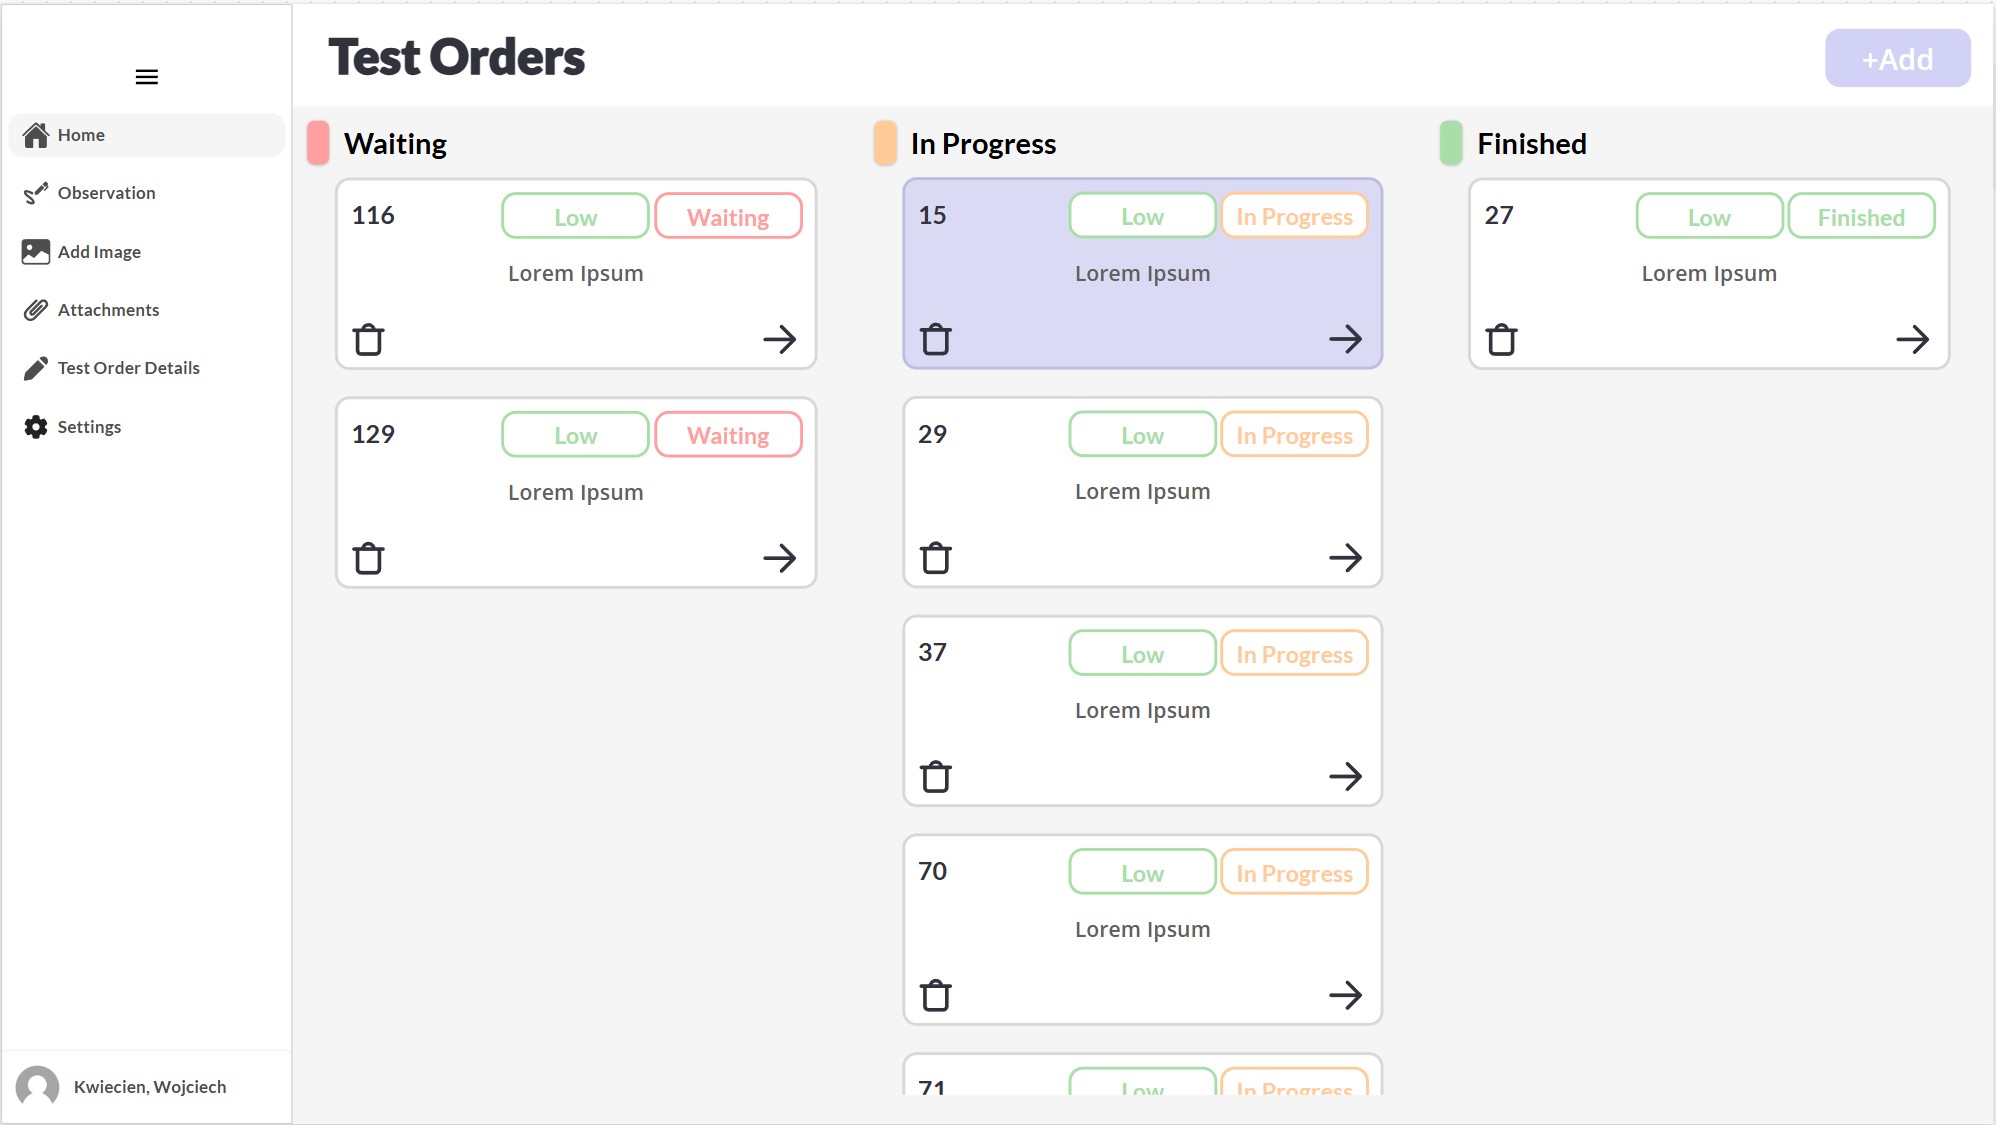 Test Orders
+Add
Home
Observation
Add Image
Attachments
Test Order Details
Settings
Kwiecien, Wojciech
Waiting
116 Low Waiting
Lorem Ipsum
129 Low Waiting
Lorem Ipsum
In Progress
15 Low In Progress
Lorem Ipsum
29 Low In Progress
Lorem Ipsum
37 Low In Progress
Lorem Ipsum
70 Low In Progress
Lorem Ipsum
71 Low In Progress
Finished
27 Low Finished
Lorem Ipsum